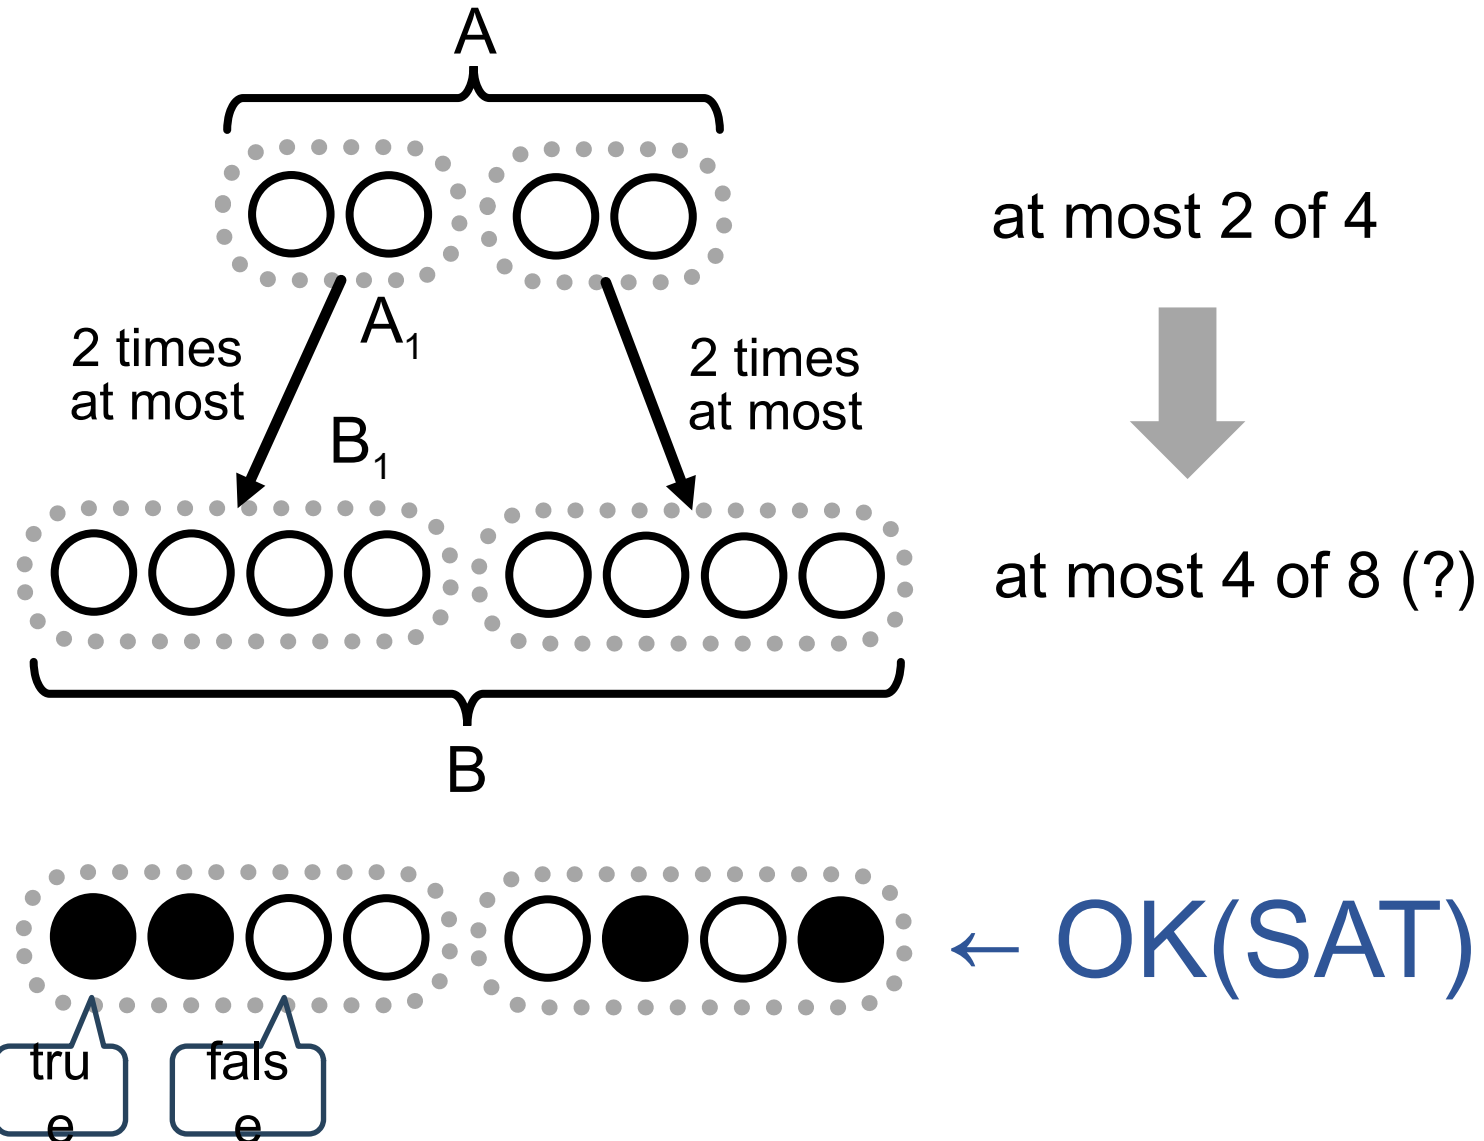 A
at most 2 of 4
A1
2 times
at most
2 times
at most
B1
at most 4 of 8 (?)
B
← OK(SAT)
tru
e
fals
e